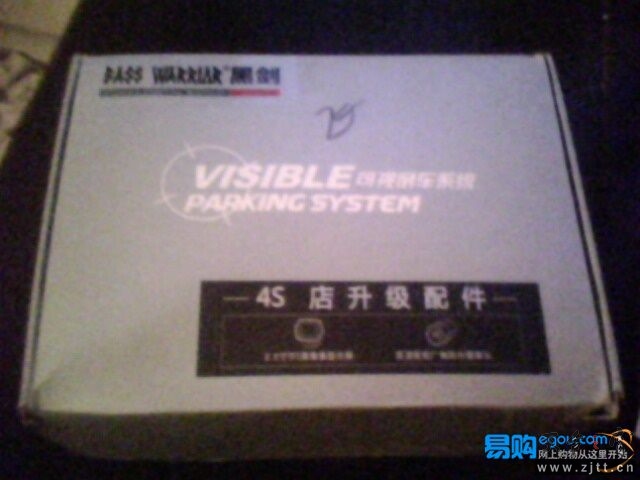 BASS WARRIAR 黑剑
VISIBLE 可视泊车系统
PARKING SYSTEM
4S 店升级配件
易购 egou.com
网上购物从这里开始
www.zjtt.cn